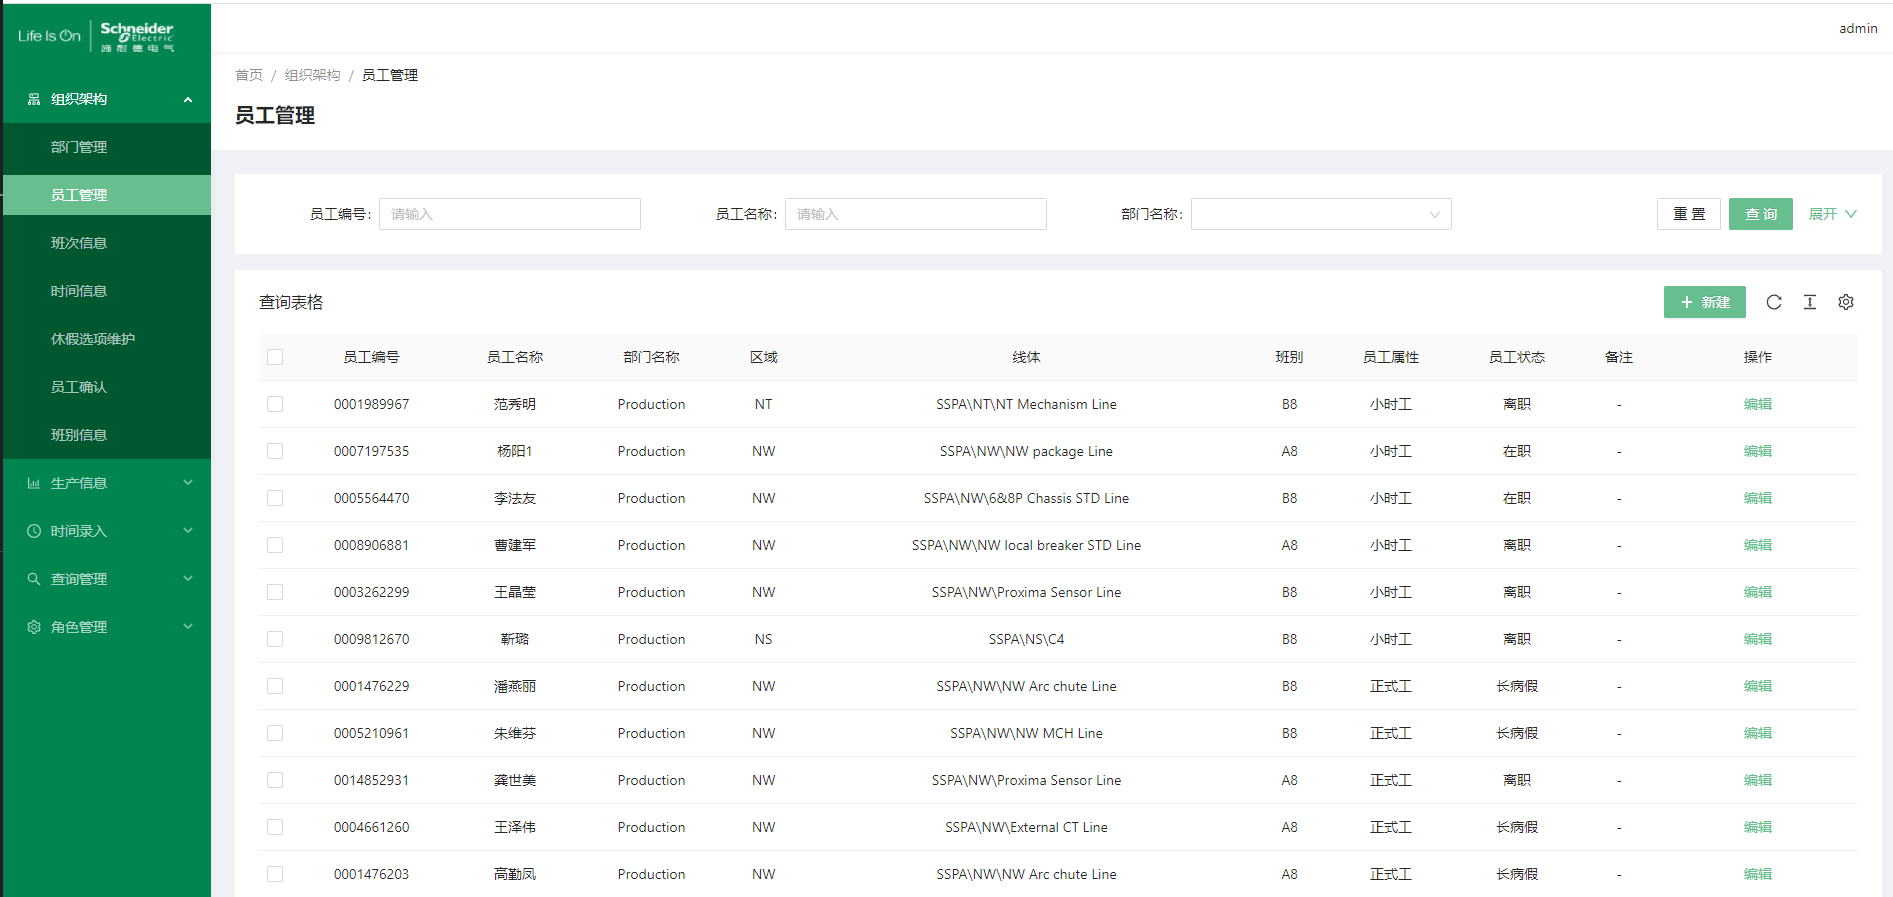 Life Is On | Schneider Electric 施耐德电气
admin
组织架构
部门管理
员工管理
班次信息
时间信息
休假选项维护
员工确认
班别信息
生产信息
时间录入
查询管理
角色管理
首页 / 组织架构 / 员工管理
员工管理
员工编号: 请输入 员工名称: 请输入 部门名称: 重 置 查 询 展开
查询表格 + 新建
员工编号 员工名称 部门名称 区域 线体 班别 员工属性 员工状态 备注 操作
0001989967 范秀明 Production NT SSPA\NT\NT Mechanism Line B8 小时工 离职 - 编辑
0007197535 杨阳1 Production NW SSPA\NW\NW package Line A8 小时工 在职 - 编辑
0005564470 李法友 Production NW SSPA\NW\6&8P Chassis STD Line B8 小时工 在职 - 编辑
0008906881 曹建军 Production NW SSPA\NW\NW local breaker STD Line A8 小时工 离职 - 编辑
0003262299 王晶莹 Production NW SSPA\NW\Proxima Sensor Line B8 小时工 离职 - 编辑
0009812670 靳璐 Production NS SSPA\NS\C4 B8 小时工 离职 - 编辑
0001476229 潘燕丽 Production NW SSPA\NW\NW Arc chute Line B8 正式工 长病假 - 编辑
0005210961 朱维芬 Production NW SSPA\NW\NW MCH Line B8 正式工 长病假 - 编辑
0014852931 龚世美 Production NW SSPA\NW\Proxima Sensor Line A8 正式工 离职 - 编辑
0004661260 王泽伟 Production NW SSPA\NW\External CT Line A8 正式工 长病假 - 编辑
0001476203 高勤凤 Production NW SSPA\NW\NW Arc chute Line A8 正式工 长病假 - 编辑